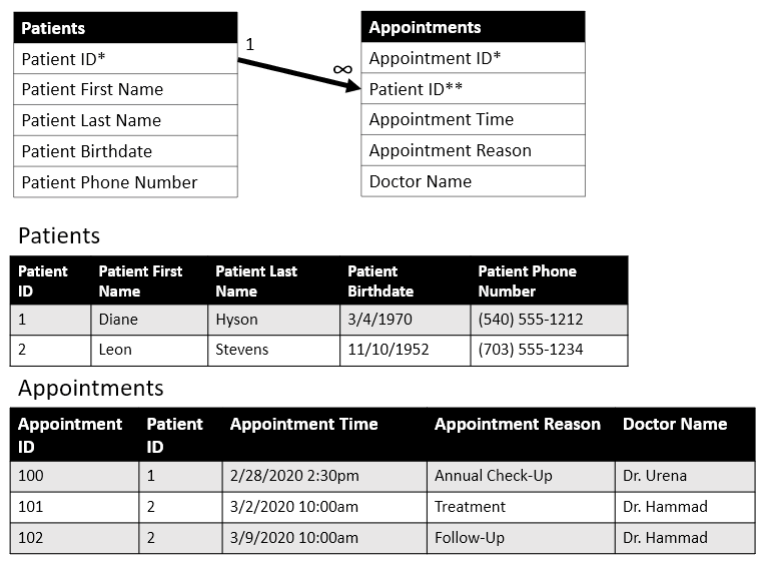 Patients
Patient ID*
Patient First Name
Patient Last Name
Patient Birthdate
Patient Phone Number
1
∞
Appointments
Appointment ID*
Patient ID**
Appointment Time
Appointment Reason
Doctor Name
Patients
Patient ID Patient First Name Patient Last Name Patient Birthdate Patient Phone Number
1 Diane Hyson 3/4/1970 (540) 555-1212
2 Leon Stevens 11/10/1952 (703) 555-1234
Appointments
Appointment ID Patient ID Appointment Time Appointment Reason Doctor Name
100 1 2/28/2020 2:30pm Annual Check-Up Dr. Urena
101 2 3/2/2020 10:00am Treatment Dr. Hammad
102 2 3/9/2020 10:00am Follow-Up Dr. Hammad